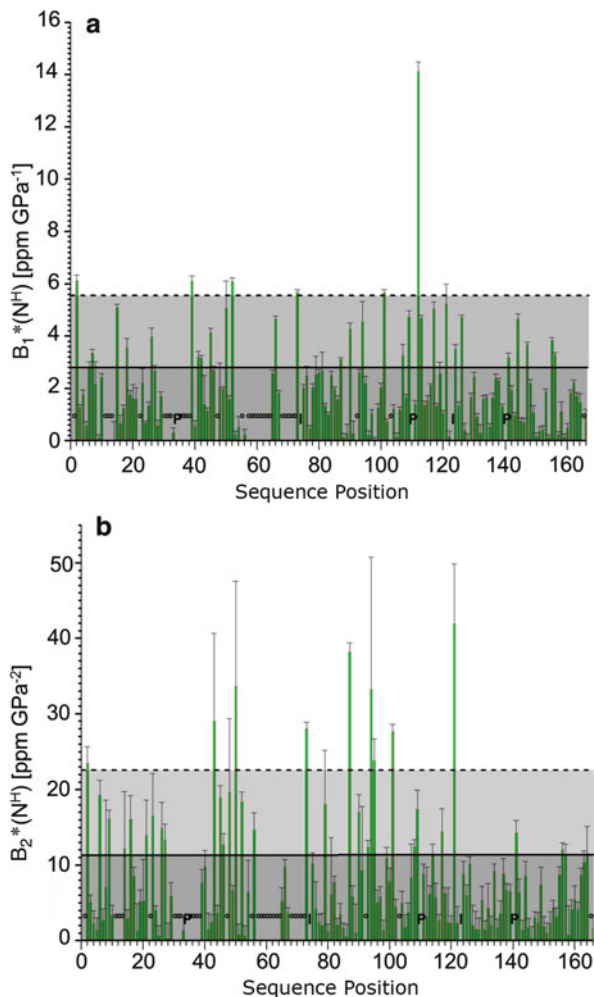 a
B₁*(Nᴴ) [ppm GPa⁻¹]
16
14
12
10
8
6
4
2
0
P I P I P
0 20 40 60 80 100 120 140 160
Sequence Position
b
B₂*(Nᴴ) [ppm GPa⁻²]
50
40
30
20
10
0
P I P I P
0 20 40 60 80 100 120 140 160
Sequence Position